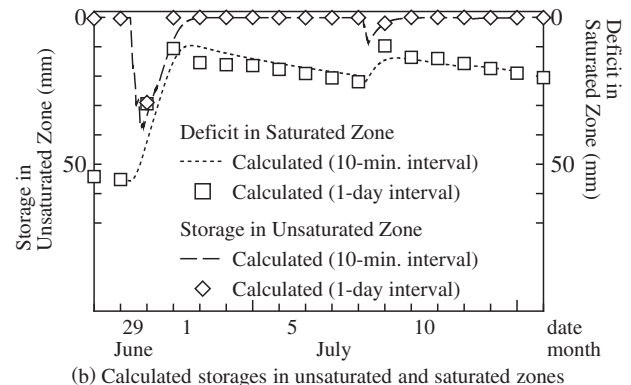 0
50
Storage in
Unsaturated Zone (mm)
0
50
Deficit in
Saturated Zone (mm)
Deficit in Saturated Zone
Calculated (10-min. interval)
Calculated (1-day interval)
Storage in Unsaturated Zone
Calculated (10-min. interval)
Calculated (1-day interval)
29 1 5 10 date
June July month
(b) Calculated storages in unsaturated and saturated zones